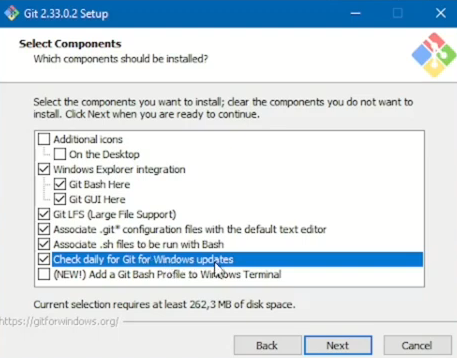 Git 2.33.0.2 Setup
Select Components
Which components should be installed?
Select the components you want to install; clear the components you do not want to
install. Click Next when you are ready to continue.
Additional icons
On the Desktop
Windows Explorer integration
Git Bash Here
Git GUI Here
Git LFS (Large File Support)
Associate .git* configuration files with the default text editor
Associate .sh files to be run with Bash
Check daily for Git for Windows updates
(NEW!) Add a Git Bash Profile to Windows Terminal
Current selection requires at least 262,3 MB of disk space.
https://gitforwindows.org/
Back
Next
Cancel